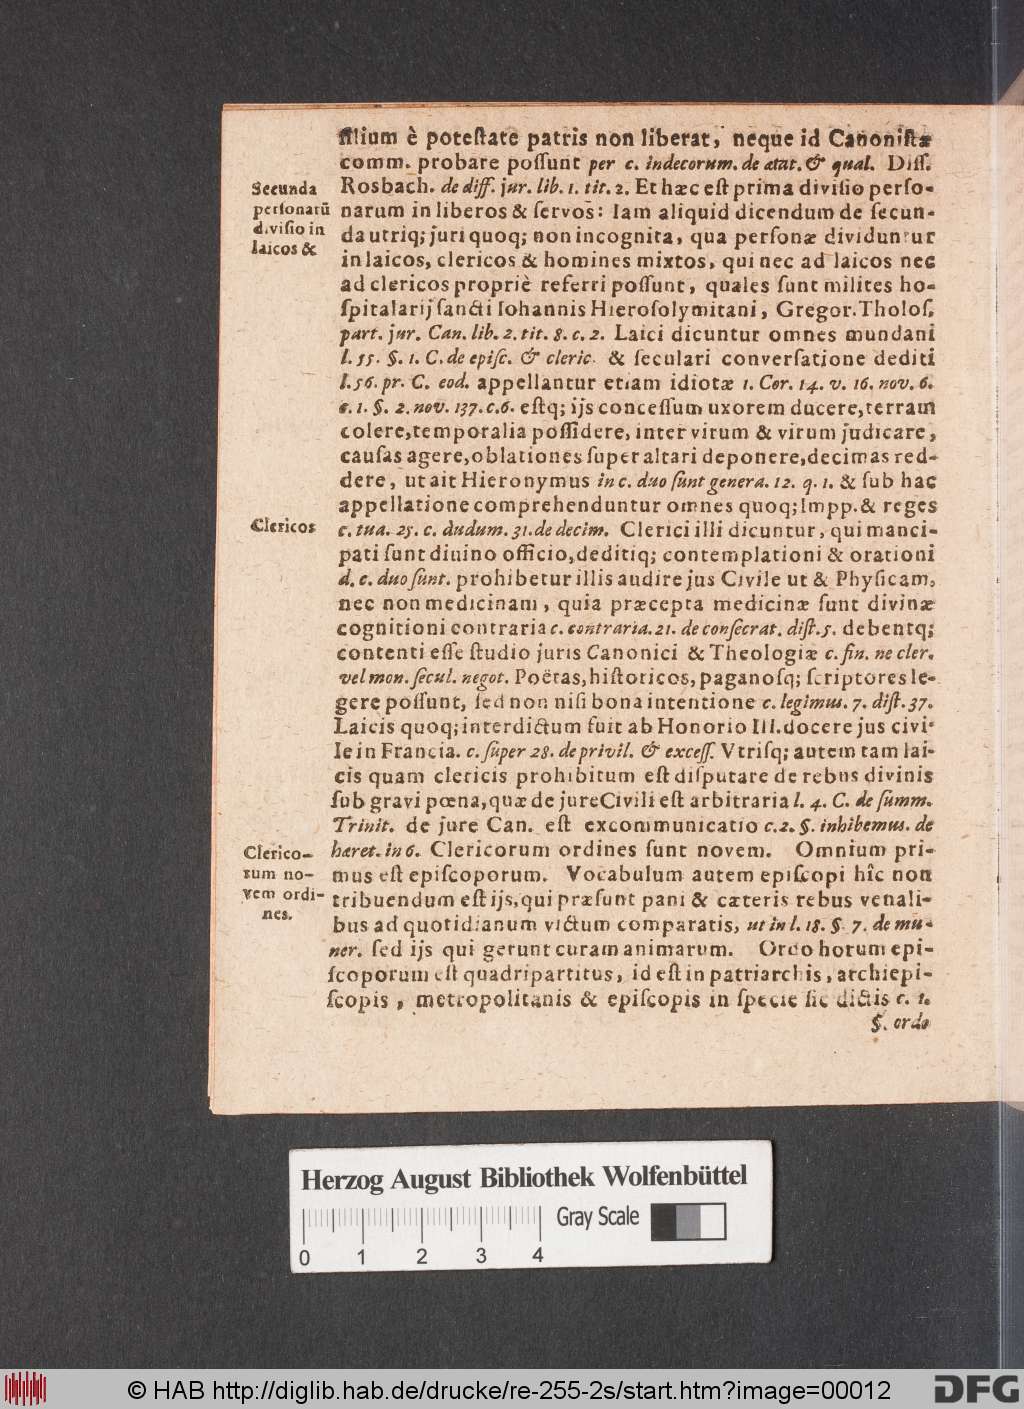 filium è poteſtate patris non liberat, neque id Canoniſtæ
comm. probare poſſunt per c. indecorum. de ætat. & qual. Diſſ.
Secunda
perſonarũ
diviſio in
laicos &
Rosbach. de diff. jur. lib. 1. tit. 2. Et hæc eſt prima diviſio perſo-
narum in liberos & ſervos: Iam aliquid dicendum de ſecun-
da utriq; juri quoq; non incognita, qua perſonæ dividuntur
in laicos, clericos & homines mixtos, qui nec ad laicos nec
ad clericos propriè referri poſſunt, quales ſunt milites ho-
ſpitalarij ſancti Iohannis Hieroſolymitani, Gregor. Tholoſ.
part. jur. Can. lib. 2. tit. 8. c. 2. Laici dicuntur omnes mundani
l. 55. §. 1. C. de epiſc. & cleric. & ſeculari converſatione dediti
l. 56. pr. C. eod. appellantur etiam idiotæ 1. Cor. 14. v. 16. nov. 6.
c. 1. §. 2. nov. 137. c. 6. eſtq; ijs conceſſum uxorem ducere, terram
colere, temporalia poſſidere, inter virum & virum judicare,
cauſas agere, oblationes ſuper altari deponere, decimas red-
dere, ut ait Hieronymus in c. duo ſunt genera. 12. q. 1. & ſub hac
appellatione comprehenduntur omnes quoq; Impp. & reges
Clericos
c. tua. 25. c. dudum. 31. de decim. Clerici illi dicuntur, qui manci-
pati ſunt divino officio, deditiq; contemplationi & orationi
d. c. duo ſunt. prohibetur illis audire jus Civile ut & Phyſicam,
nec non medicinam, quia præcepta medicinæ ſunt divinæ
cognitioni contraria c. contraria. 21. de conſecrat. diſt. 5. debentq;
contenti eſſe ſtudio juris Canonici & Theologiæ c. fin. ne cler.
vel mon. ſecul. negot. Poëtas, hiſtoricos, paganoſq; ſcriptores le-
gere poſſunt, ſed non niſi bona intentione c. legimus. 7. diſt. 37.
Laicis quoq; interdictum fuit ab Honorio III. docere jus civi-
le in Francia. c. ſuper 28. de privil. & exceſſ. Vtriſq; autem tam lai-
cis quam clericis prohibitum eſt diſputare de rebus divinis
ſub gravi pœna, quæ de jure Civili eſt arbitraria l. 4. C. de ſumm.
Trinit. de jure Can. eſt excommunicatio c. 2. §. inhibemus. de
Clerico-
rum no-
vem ordi-
nes.
hæret. in 6. Clericorum ordines ſunt novem. Omnium pri-
mus eſt epiſcoporum. Vocabulum autem epiſcopi hîc non
tribuendum eſt ijs, qui præſunt pani & cæteris rebus venali-
bus ad quotidianum victum comparatis, ut in l. 18. §. 7. de mu-
ner. ſed ijs qui gerunt curam animarum. Ordo horum epi-
ſcoporum eſt quadripartitus, id eſt in patriarchis, archiepi-
ſcopis, metropolitanis & epiſcopis in ſpecie ſic dictis c. 1.
§. ordo
Herzog August Bibliothek Wolfenbüttel
Gray Scale
0 1 2 3 4
© HAB http://diglib.hab.de/drucke/re-255-2s/start.htm?image=00012
DFG